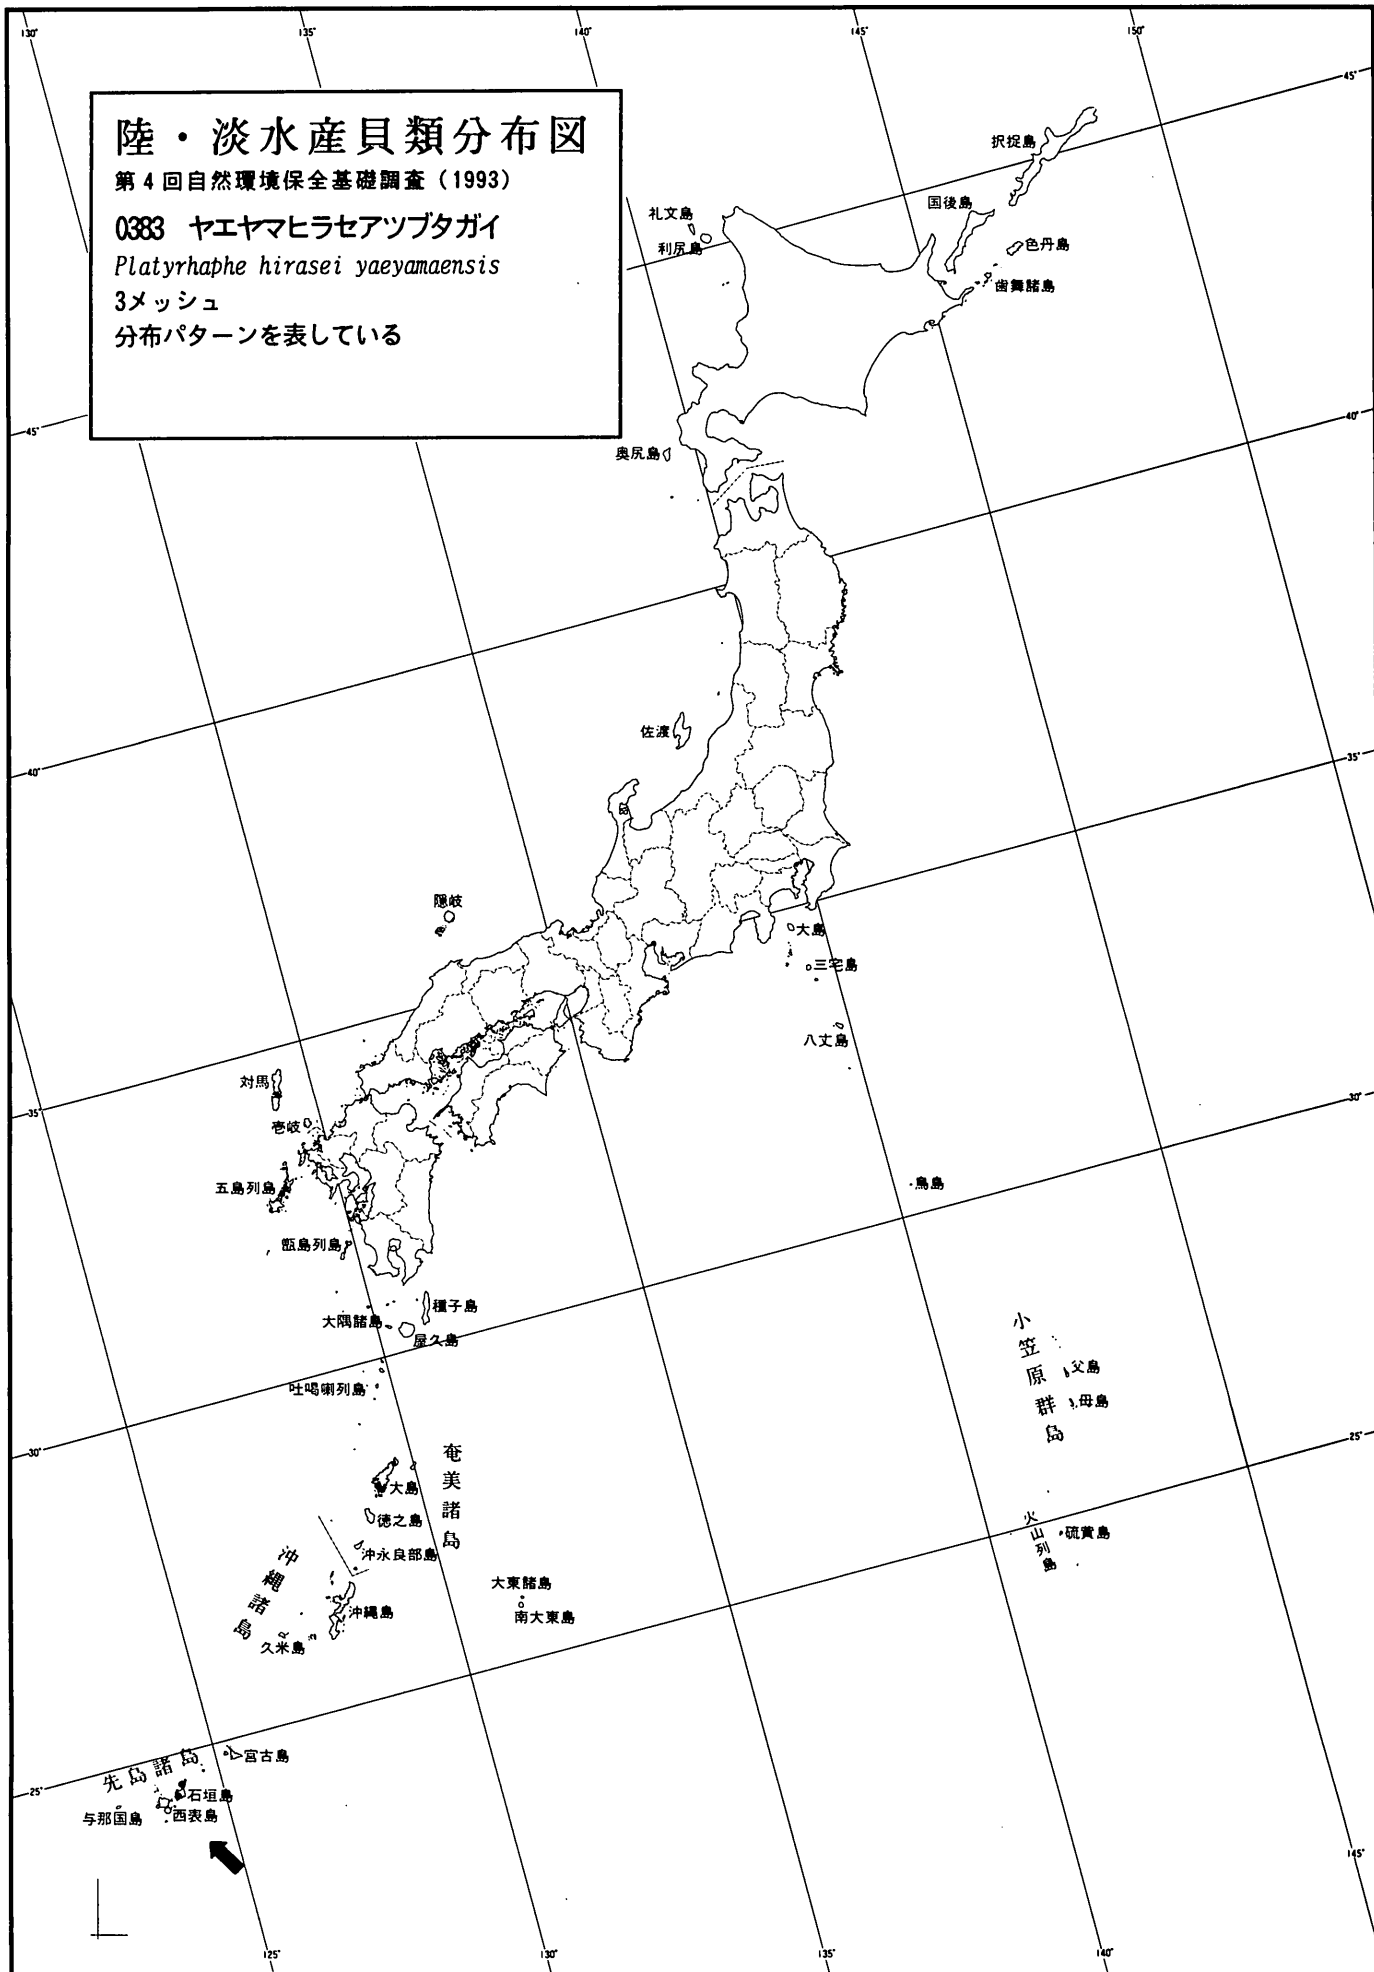 130°
135°
140°
145°
150°
陸・淡水産貝類分布図
第4回自然環境保全基礎調査(1993)
0383 ヤエヤマヒラセアツブタガイ
Platyrhaphe hirasei yaeyamaensis
3メッシュ
分布パターンを表している
45°
択捉島
国後島
礼文島
利尻島
色丹島
歯舞諸島
40°
45°
奥尻島
佐渡
35°
40°
隠岐
大島
三宅島
八丈島
対馬
壱岐
35°
30°
五島列島
鳥島
甑島列島
種子島
大隅諸島
屋久島
吐噶喇列島
小笠原群島
父島
母島
25°
30°
奄美諸島
大島
徳之島
沖永良部島
火山列島
硫黄島
沖縄諸島
沖縄島
久米島
大東諸島
南大東島
先島諸島
宮古島
石垣島
西表島
与那国島
25°
145°
125°
130°
135°
140°